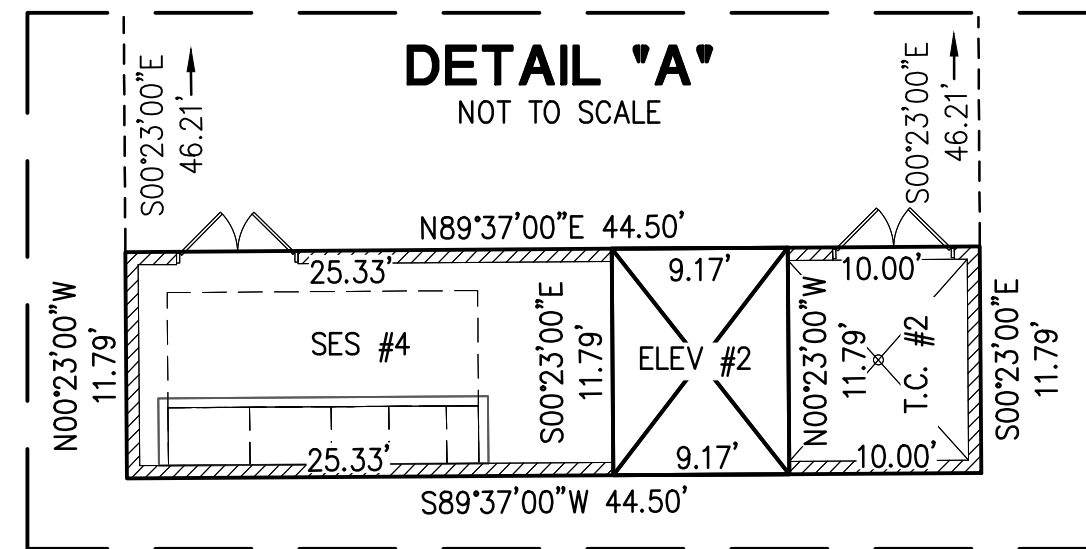 DETAIL "A"
NOT TO SCALE
S00°23'00"E
46.21'
S00°23'00"E
46.21'
N89°37'00"E 44.50'
25.33'
9.17'
10.00'
N00°23'00"W
11.79'
SES #4
S00°23'00"E
11.79'
ELEV #2
N00°23'00"W
11.79'
T.C. #2
S00°23'00"E
11.79'
25.33'
9.17'
10.00'
S89°37'00"W 44.50'